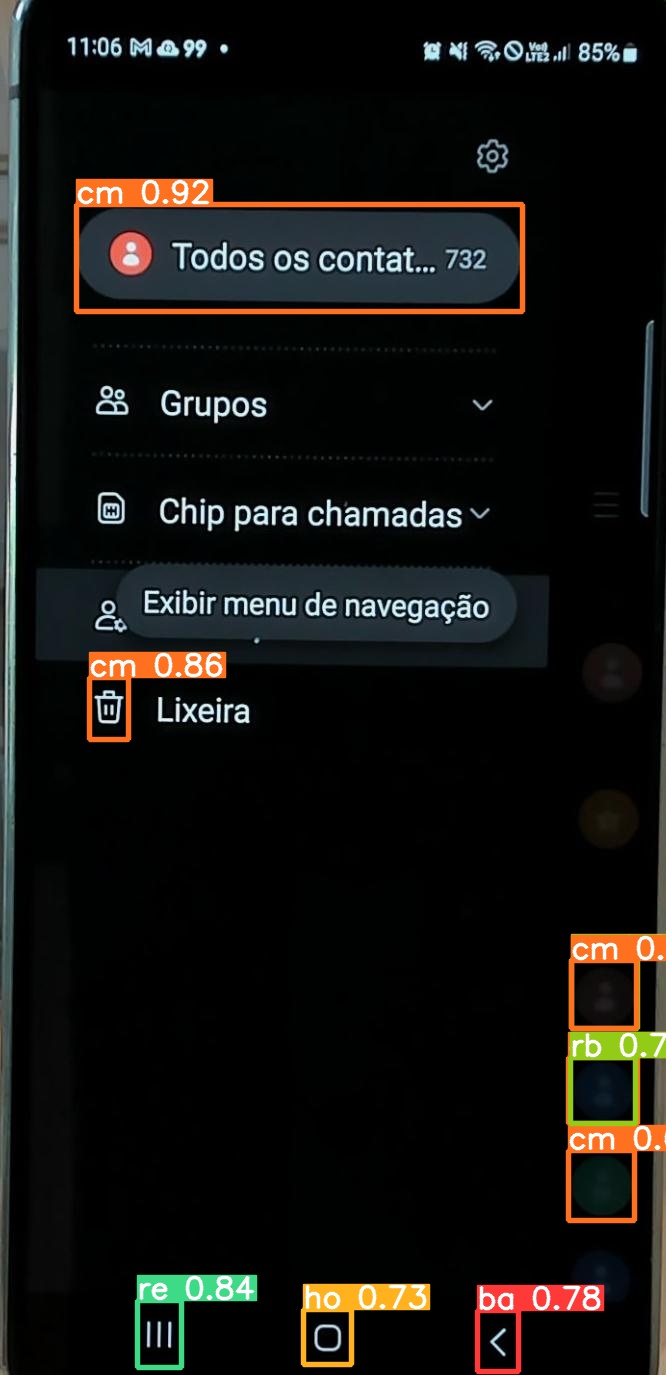 11:06 99
Voi) LTE2 85%
cm 0.92
Todos os contat... 732
Grupos
Chip para chamadas
Exibir menu de navegação
cm 0.86
Lixeira
cm 0.
rb 0.7
cm 0.
re 0.84
ho 0.73
ba 0.78